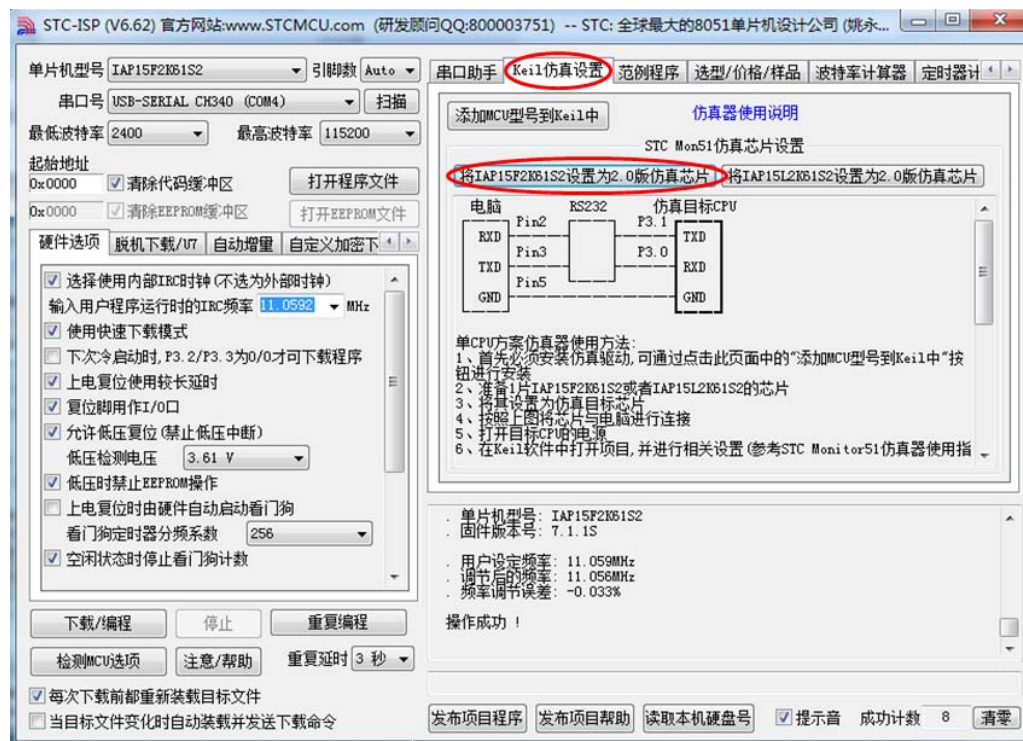 STC-ISP (V6.62) 官方网站:www.STCMCU.com (研发顾问QQ:800003751) -- STC: 全球最大的8051单片机设计公司 (姚永...
单片机型号 IAP15F2K61S2 引脚数 Auto
串口号 USB-SERIAL CH340 (COM4) 扫描
最低波特率 2400 最高波特率 115200
起始地址
0x0000 清除代码缓冲区 打开程序文件
0x0000 清除EEPROM缓冲区 打开EEPROM文件
硬件选项 脱机下载/U7 自动增量 自定义加密下
选择使用内部IRC时钟(不选为外部时钟)
输入用户程序运行时的IRC频率 11.0592 MHz
使用快速下载模式
下次冷启动时,P3.2/P3.3为0/0才可下载程序
上电复位使用较长延时
复位脚用作I/O口
允许低压复位(禁止低压中断)
低压检测电压 3.61 V
低压时禁止EEPROM操作
上电复位时由硬件自动启动看门狗
看门狗定时器分频系数 256
空闲状态时停止看门狗计数
下载/编程 停止 重复编程
检测MCU选项 注意/帮助 重复延时 3 秒
每次下载前都重新装载目标文件
当目标文件变化时自动装载并发送下载命令
串口助手 Keil仿真设置 范例程序 选型/价格/样品 波特率计算器 定时器计
添加MCU型号到Keil中 仿真器使用说明
STC Mon51仿真芯片设置
将IAP15F2K61S2设置为2.0版仿真芯片 将IAP15L2K61S2设置为2.0版仿真芯片
电脑 RS232 仿真目标CPU
Pin2 P3.1
RXD TXD
Pin3 P3.0
TXD RXD
Pin5
GND GND
单CPU方案仿真器使用方法:
1、首先必须安装仿真驱动,可通过点击此页面中的“添加MCU型号到Keil中”按
钮进行安装
2、准备1片IAP15F2K61S2或者IAP15L2K61S2的芯片
3、将其设置为仿真目标芯片
4、按照上图将芯片与电脑进行连接
5、打开目标CPU的电源
6、在Keil软件中打开项目,并进行相关设置(参考STC Monitor51仿真器使用指
. 单片机型号: IAP15F2K61S2
. 固件版本号: 7.1.1S
. 用户设定频率: 11.059MHz
. 调节后的频率: 11.056MHz
. 频率调节误差: -0.033%
操作成功 !
发布项目程序 发布项目帮助 读取本机硬盘号 提示音 成功计数 8 清零